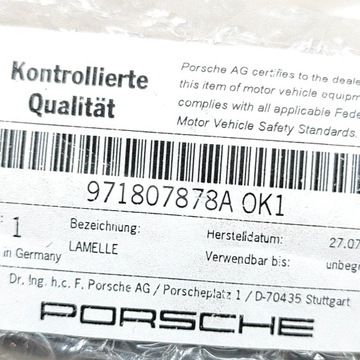 Kontrollierte
Qualität
Porsche AG certifies to the deale
this item of motor vehicle equipm
complies with all applicable Fede
Motor Vehicle Safety Standards.
971807878A OK1
: 1
Bezeichnung:
LAMELLE
in Germany
Herstelldatum: 27.07
Verwendbar bis: unbegr
Dr. Ing. h.c. F. Porsche AG / Porscheplatz 1 / D-70435 Stuttgart
PORSCHE